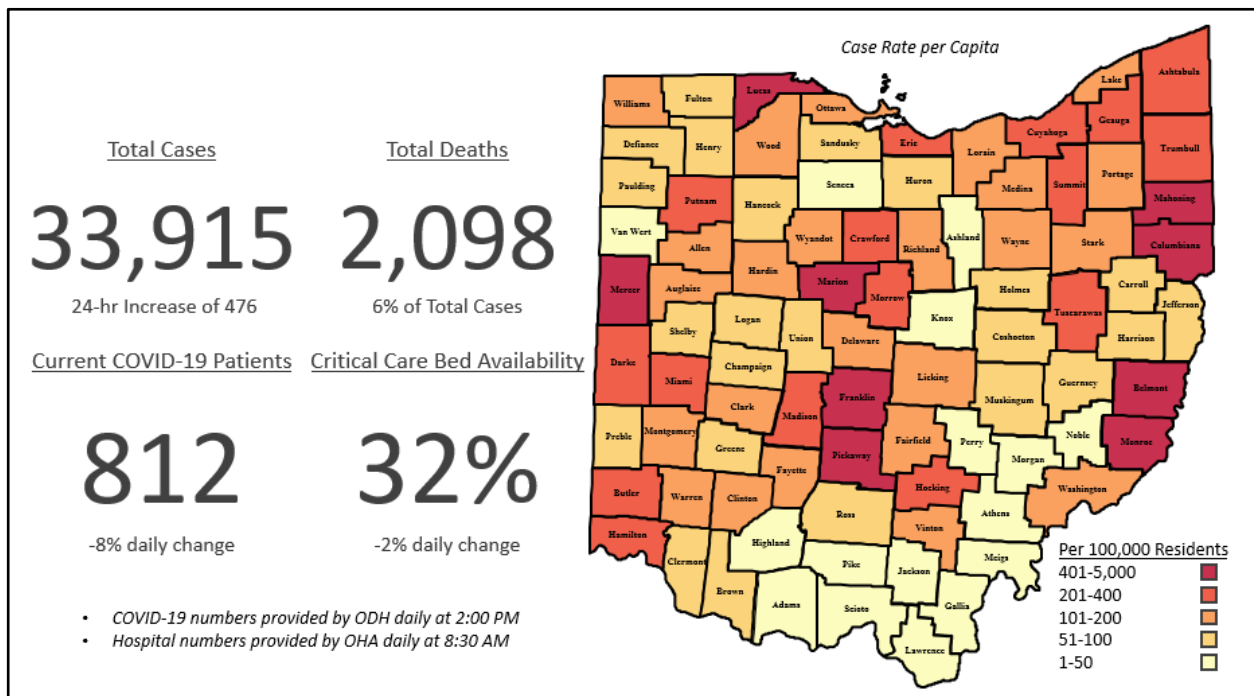 Total Cases
Total Deaths
33,915
2,098
24-hr Increase of 476
6% of Total Cases
Current COVID-19 Patients
Critical Care Bed Availability
812
32%
-8% daily change
-2% daily change
• COVID-19 numbers provided by ODH daily at 2:00 PM
• Hospital numbers provided by OHA daily at 8:30 AM
Case Rate per Capita
Williams
Fulton
Lucas
Ottawa
Lake
Ashtabula
Geauga
Cuyahoga
Defiance
Henry
Wood
Sandusky
Erie
Lorain
Trumbull
Paulding
Seneca
Huron
Medina
Summit
Portage
Putnam
Hancock
Mahoning
Van Wert
Allen
Wyandot
Crawford
Richland
Ashland
Wayne
Stark
Columbiana
Hardin
Mercer
Auglaize
Marion
Morrow
Holmes
Carroll
Jefferson
Tuscarawas
Knox
Logan
Shelby
Union
Delaware
Coshocton
Harrison
Darke
Champaign
Miami
Licking
Guernsey
Belmont
Franklin
Muskingum
Clark
Madison
Preble
Montgomery
Greene
Pickaway
Fairfield
Perry
Noble
Monroe
Morgan
Fayette
Butler
Warren
Clinton
Hocking
Washington
Ross
Athens
Hamilton
Highland
Vinton
Clermont
Brown
Pike
Jackson
Meigs
Adams
Scioto
Gallia
Lawrence
Per 100,000 Residents
401-5,000
201-400
101-200
51-100
1-50